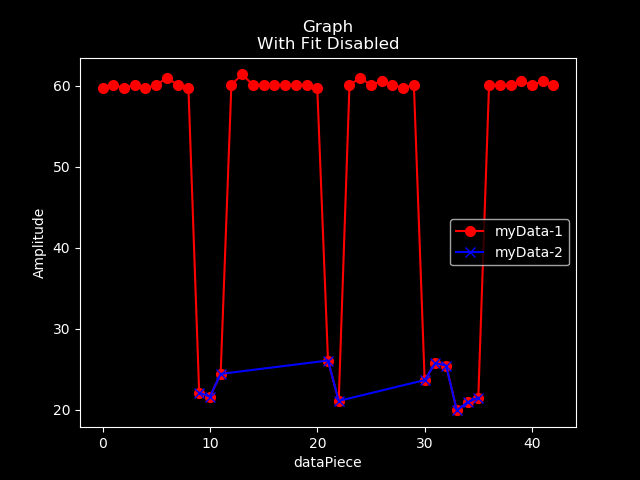 Graph
With Fit Disabled
60
50
40
30
20
Amplitude
myData-1
myData-2
0 10 20 30 40
dataPiece